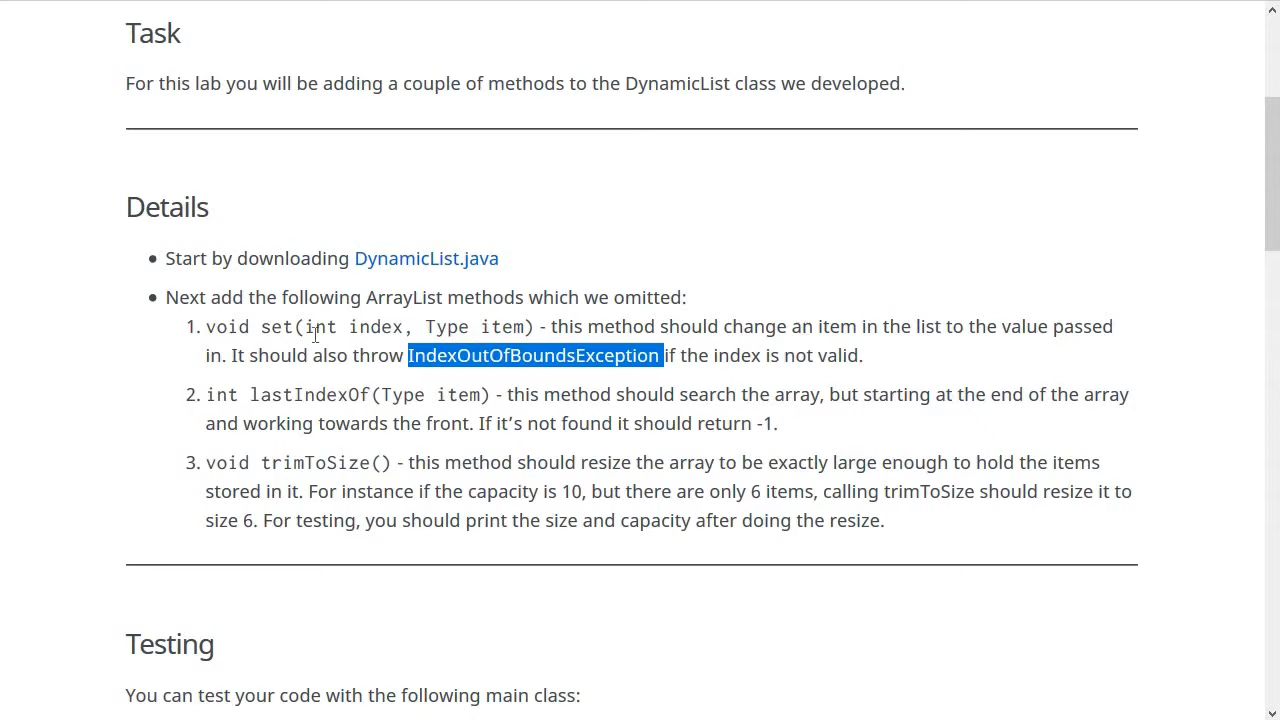 Task
For this lab you will be adding a couple of methods to the DynamicList class we developed.
Details
• Start by downloading DynamicList.java
• Next add the following ArrayList methods which we omitted:
1. void set(int index, Type item) - this method should change an item in the list to the value passed
in. It should also throw IndexOutOfBoundsException if the index is not valid.
2. int lastIndexOf(Type item) - this method should search the array, but starting at the end of the array
and working towards the front. If it’s not found it should return -1.
3. void trimToSize() - this method should resize the array to be exactly large enough to hold the items
stored in it. For instance if the capacity is 10, but there are only 6 items, calling trimToSize should resize it to
size 6. For testing, you should print the size and capacity after doing the resize.
Testing
You can test your code with the following main class: